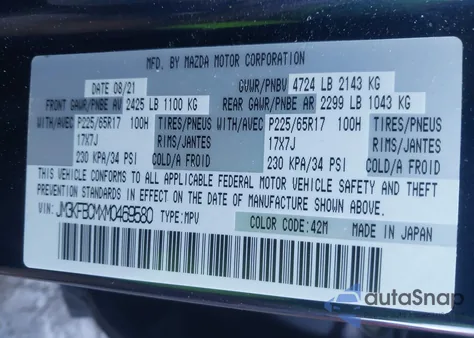 MFD. BY MAZDA MOTOR CORPORATION
DATE 08/21 GVWR/PNBV 4724 LB 2143 KG
FRONT GAWR/PNBE AV 2425 LB 1100 KG REAR GAWR/PNBE AR 2299 LB 1043 KG
WITH/AVEC P225/65R17 100H TIRES/PNEUS WITH/AVEC P225/65R17 100H TIRES/PNEUS
17X7J RIMS/JANTES 17X7J RIMS/JANTES
230 KPA/34 PSI COLD/A FROID 230 KPA/34 PSI COLD/A FROID
THIS VEHICLE CONFORMS TO ALL APPLICABLE FEDERAL MOTOR VEHICLE SAFETY AND THEFT
PREVENTION STANDARDS IN EFFECT ON THE DATE OF MANUFACTURE SHOWN ABOVE.
VIN: JM3KFBCMXM0469580 TYPE:MPV COLOR CODE:42M MADE IN JAPAN
autoSnap